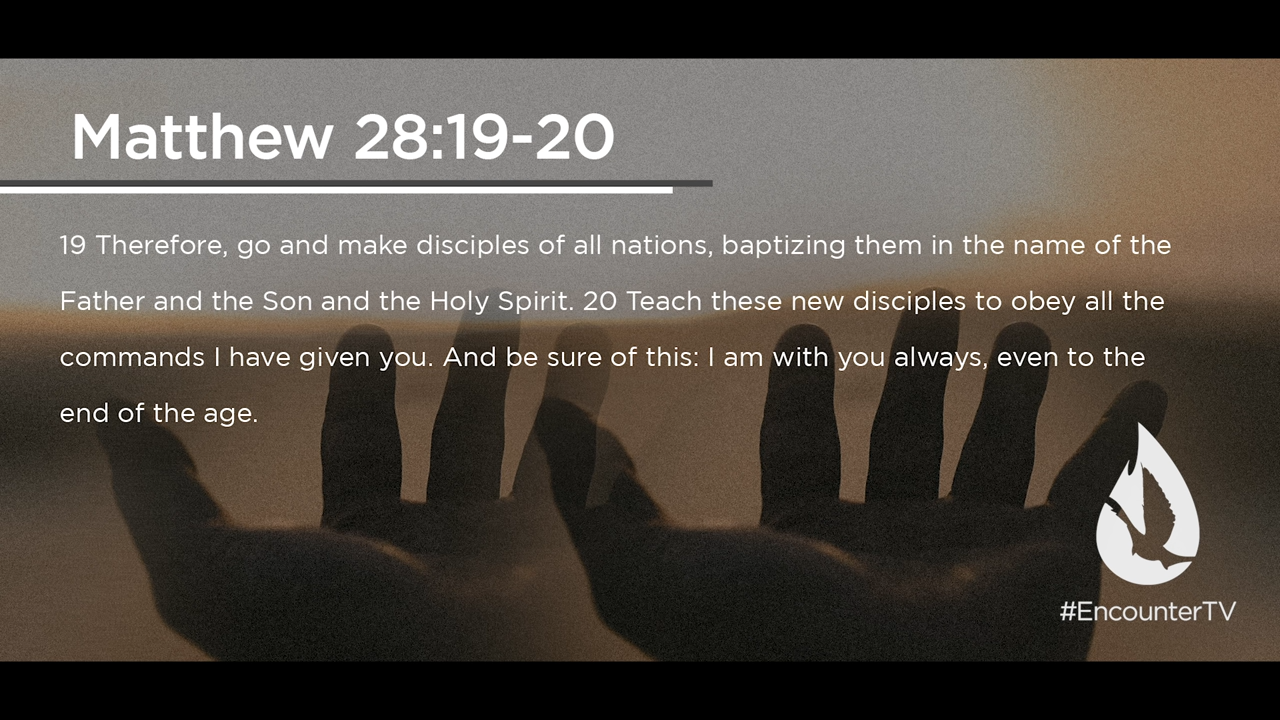 Matthew 28:19-20
19 Therefore, go and make disciples of all nations, baptizing them in the name of the
Father and the Son and the Holy Spirit. 20 Teach these new disciples to obey all the
commands I have given you. And be sure of this: I am with you always, even to the
end of the age.
#EncounterTV